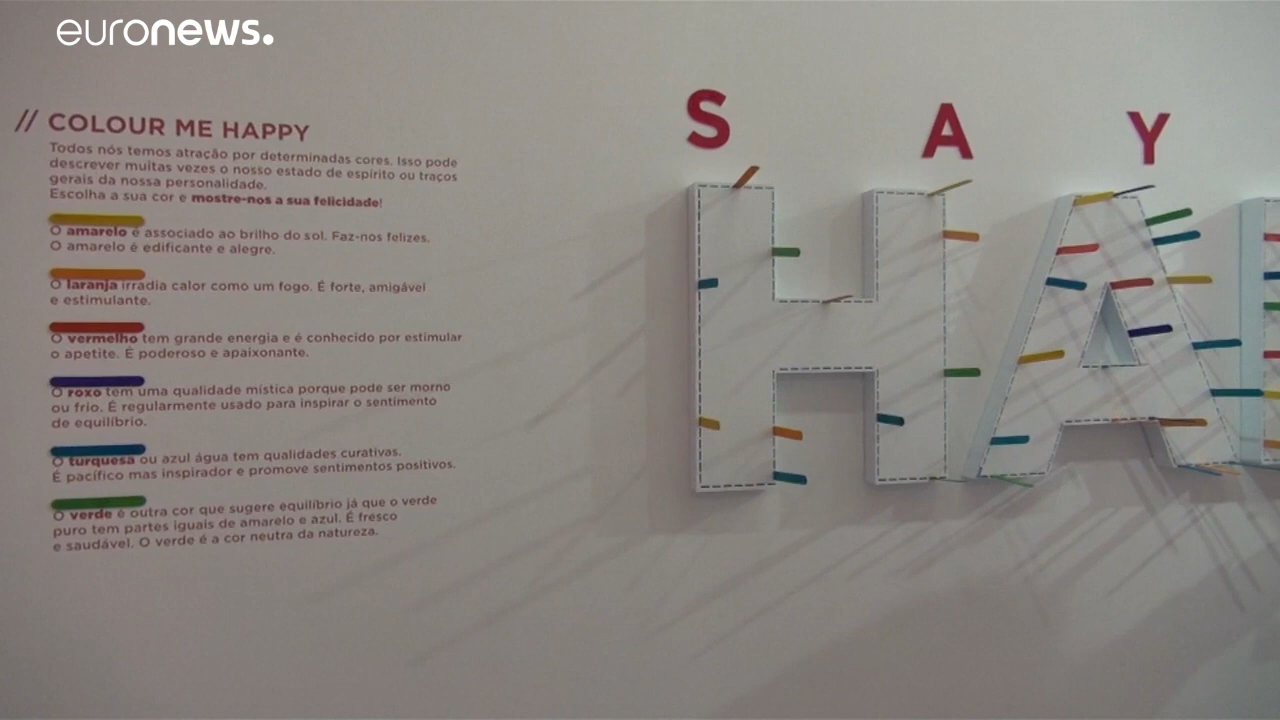 euronews.
// COLOUR ME HAPPY
Todos nós temos atração por determinadas cores. Isso pode
descrever muitas vezes o nosso estado de espírito ou traços
gerais da nossa personalidade.
Escolha a sua cor e mostre-nos a sua felicidade!
O amarelo é associado ao brilho do sol. Faz-nos felizes.
O amarelo é edificante e alegre.
O laranja irradia calor como um fogo. É forte, amigável
e estimulante.
O vermelho tem grande energia e é conhecido por estimular
o apetite. É poderoso e apaixonante.
O roxo tem uma qualidade mística porque pode ser morno
ou frio. É regularmente usado para inspirar o sentimento
de equilíbrio.
O turquesa ou azul água tem qualidades curativas.
É pacífico mas inspirador e promove sentimentos positivos.
O verde é outra cor que sugere equilíbrio já que o verde
puro tem partes iguais de amarelo e azul. É fresco
e saudável. O verde é a cor neutra da natureza.
SAY
HA